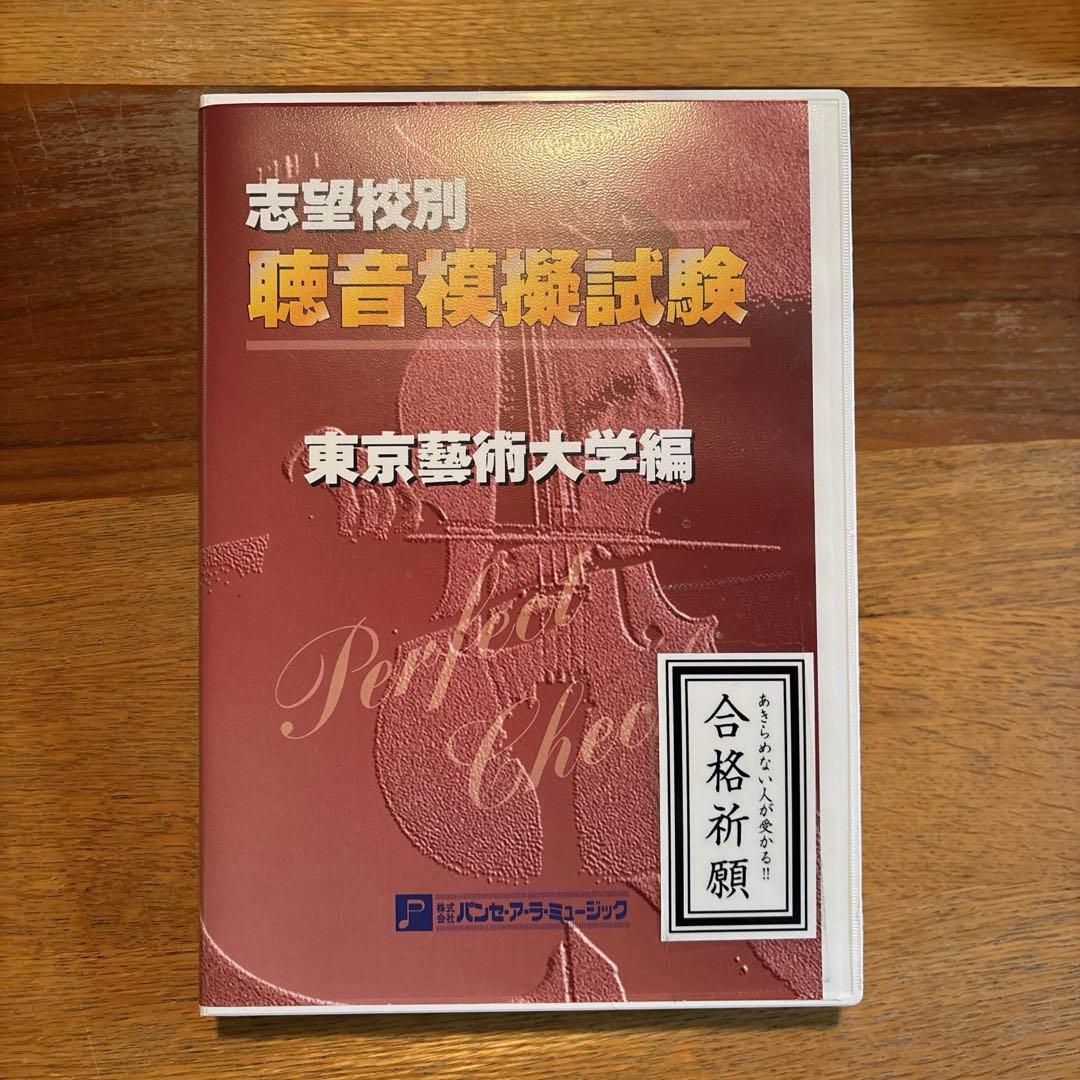 志望校別
聴音模擬試験
東京藝術大学編
Perfect
Check
株式会社 パンセ・ア・ラ・ミュージック
あきらめない人が受かる!!
合格祈願